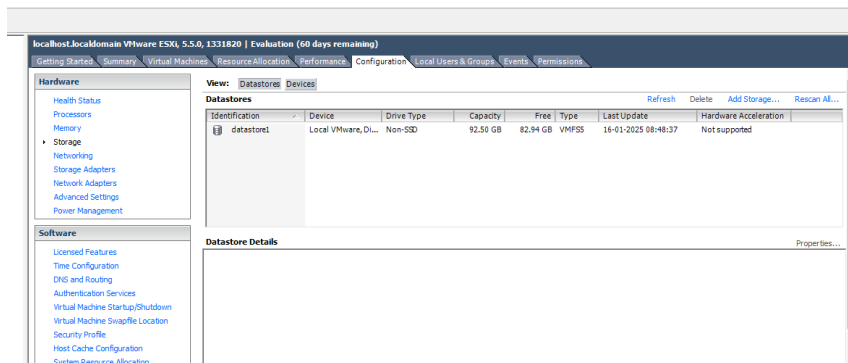 localhost.localdomain VMware ESXi, 5.5.0, 1331820 | Evaluation (60 days remaining)
Getting Started Summary Virtual Machines Resource Allocation Performance Configuration Local Users & Groups Events Permissions
Hardware
Health Status
Processors
Memory
Storage
Networking
Storage Adapters
Network Adapters
Advanced Settings
Power Management
Software
Licensed Features
Time Configuration
DNS and Routing
Authentication Services
Virtual Machine Startup/Shutdown
Virtual Machine Swapfile Location
Security Profile
Host Cache Configuration
System Resource Allocation
View: Datastores Devices
Datastores
Refresh Delete Add Storage... Rescan All...
Identification Device Drive Type Capacity Free Type Last Update Hardware Acceleration
datastore1 Local VMware, Di... Non-SSD 92.50 GB 82.94 GB VMFS5 16-01-2025 08:48:37 Not supported
Datastore Details
Properties...